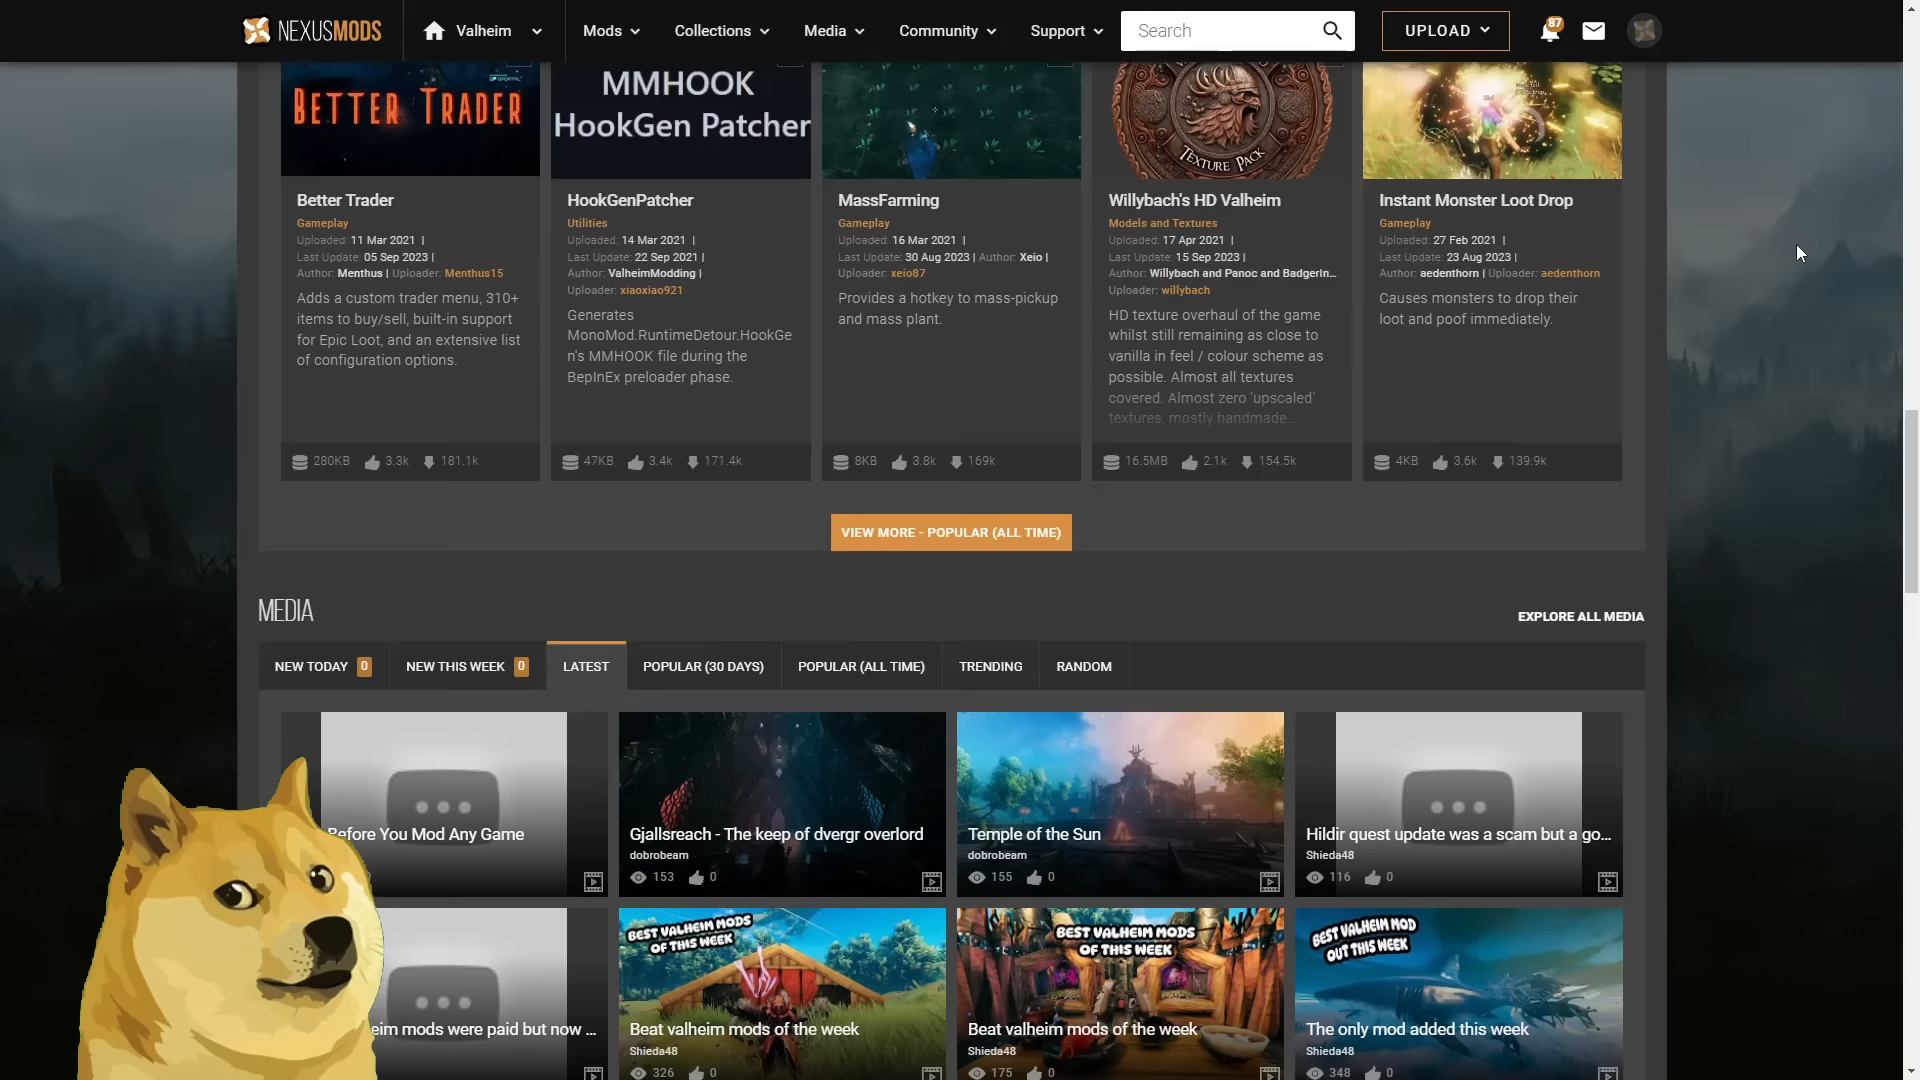 NEXUSMODS
Valheim
Mods
Collections
Media
Community
Support
Search
UPLOAD
87
BETTER TRADER
MMHOOK
HookGen Patcher
TEXTURE PACK
Better Trader
Gameplay
Uploaded: 11 Mar 2021 |
Last Update: 05 Sep 2023 |
Author: Menthus | Uploader: Menthus15
Adds a custom trader menu, 310+
items to buy/sell, built-in support
for Epic Loot, and an extensive list
of configuration options.
280KB 3.3k 181.1k
HookGenPatcher
Utilities
Uploaded: 14 Mar 2021 |
Last Update: 22 Sep 2021 |
Author: ValheimModding |
Uploader: xiaoxiao921
Generates
MonoMod.RuntimeDetour.HookGe
n's MMHOOK file during the
BepInEx preloader phase.
47KB 3.4k 171.4k
MassFarming
Gameplay
Uploaded: 16 Mar 2021 |
Last Update: 30 Aug 2023 | Author: Xeio |
Uploader: xeio87
Provides a hotkey to mass-pickup
and mass plant.
8KB 3.8k 169k
Willybach's HD Valheim
Models and Textures
Uploaded: 17 Apr 2021 |
Last Update: 15 Sep 2023 |
Author: Willybach and Panoc and BadgerIn...
Uploader: willybach
HD texture overhaul of the game
whilst still remaining as close to
vanilla in feel / colour scheme as
possible. Almost all textures
covered. Almost zero 'upscaled'
textures, mostly handmade...
16.5MB 2.1k 154.5k
Instant Monster Loot Drop
Gameplay
Uploaded: 27 Feb 2021 |
Last Update: 23 Aug 2023 |
Author: aedenthorn | Uploader: aedenthorn
Causes monsters to drop their
loot and poof immediately.
4KB 3.6k 139.9k
VIEW MORE - POPULAR (ALL TIME)
MEDIA
EXPLORE ALL MEDIA
NEW TODAY 0
NEW THIS WEEK 0
LATEST
POPULAR (30 DAYS)
POPULAR (ALL TIME)
TRENDING
RANDOM
Before You Mod Any Game
Gjallsreach - The keep of dvergr overlord
dobrobeam
153 0
Temple of the Sun
dobrobeam
155 0
Hildir quest update was a scam but a go...
Shieda48
116 0
eim mods were paid but now ...
BEST VALHEIM MODS
OF THIS WEEK
Beat valheim mods of the week
Shieda48
326 0
BEST VALHEIM MODS
OF THIS WEEK
Beat valheim mods of the week
Shieda48
175 0
BEST VALHEIM MOD
OUT THIS WEEK
The only mod added this week
Shieda48
348 0